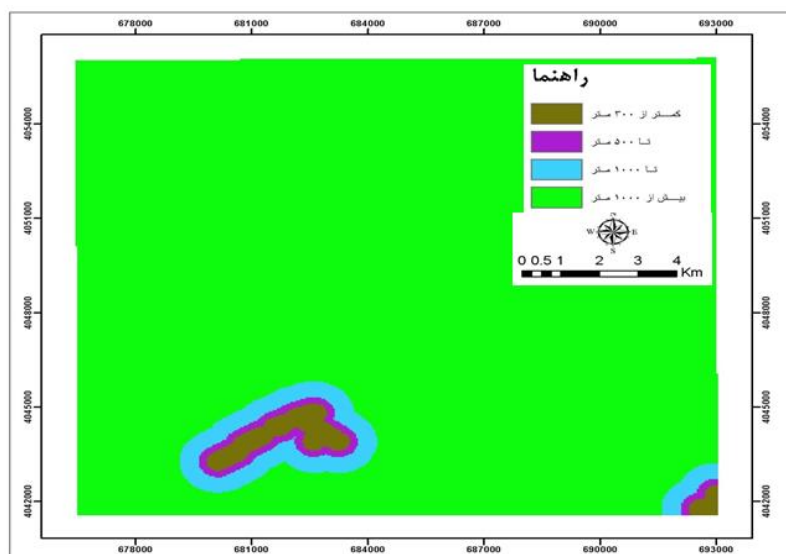 678000 681000 684000 687000 690000 693000
راهنما
کمتر از ۳۰۰ متر
تا ۵۰۰ متر
تا ۱۰۰۰ متر
بیش از ۱۰۰۰ متر
N
W E
S
0 0.5 1 2 3 4
Km
4054000 4054000
4051000 4051000
4048000 4048000
4045000 4045000
4042000 4042000
678000 681000 684000 687000 690000 693000